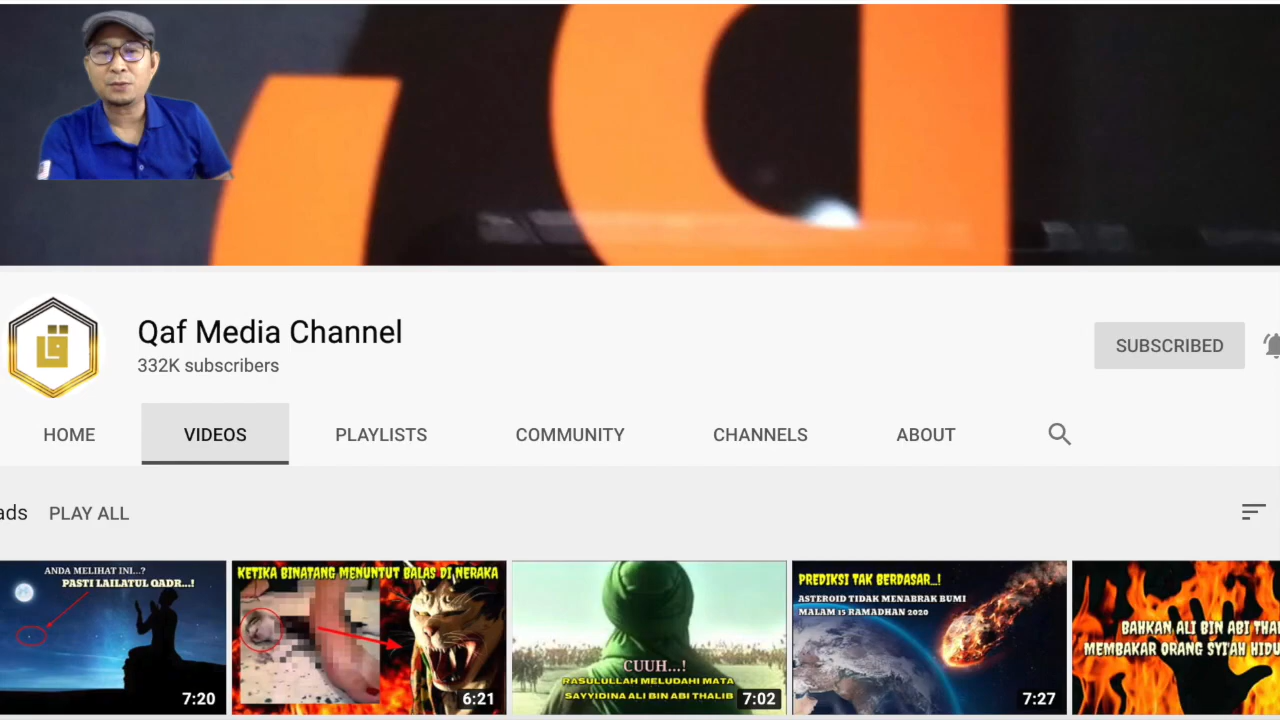 Qaf Media Channel
332K subscribers
SUBSCRIBED
HOME
VIDEOS
PLAYLISTS
COMMUNITY
CHANNELS
ABOUT
ads
PLAY ALL
ANDA MELIHAT INI...?
PASTI LAILATUL QADR...!
7:20
KETIKA BINATANG MENUNTUT BALAS DI NERAKA
6:21
CUUH...!
RASULULLAH MELUDAHI MATA
SAYYIDINA ALI BIN ABI THALIB
7:02
PREDIKSI TAK BERDASAR...!
ASTEROID TIDAK MENABRAK BUMI
MALAM 15 RAMADHAN 2020
7:27
BAHKAN ALI BIN ABI THAL
MEMBAKAR ORANG SYI'AH HIDU